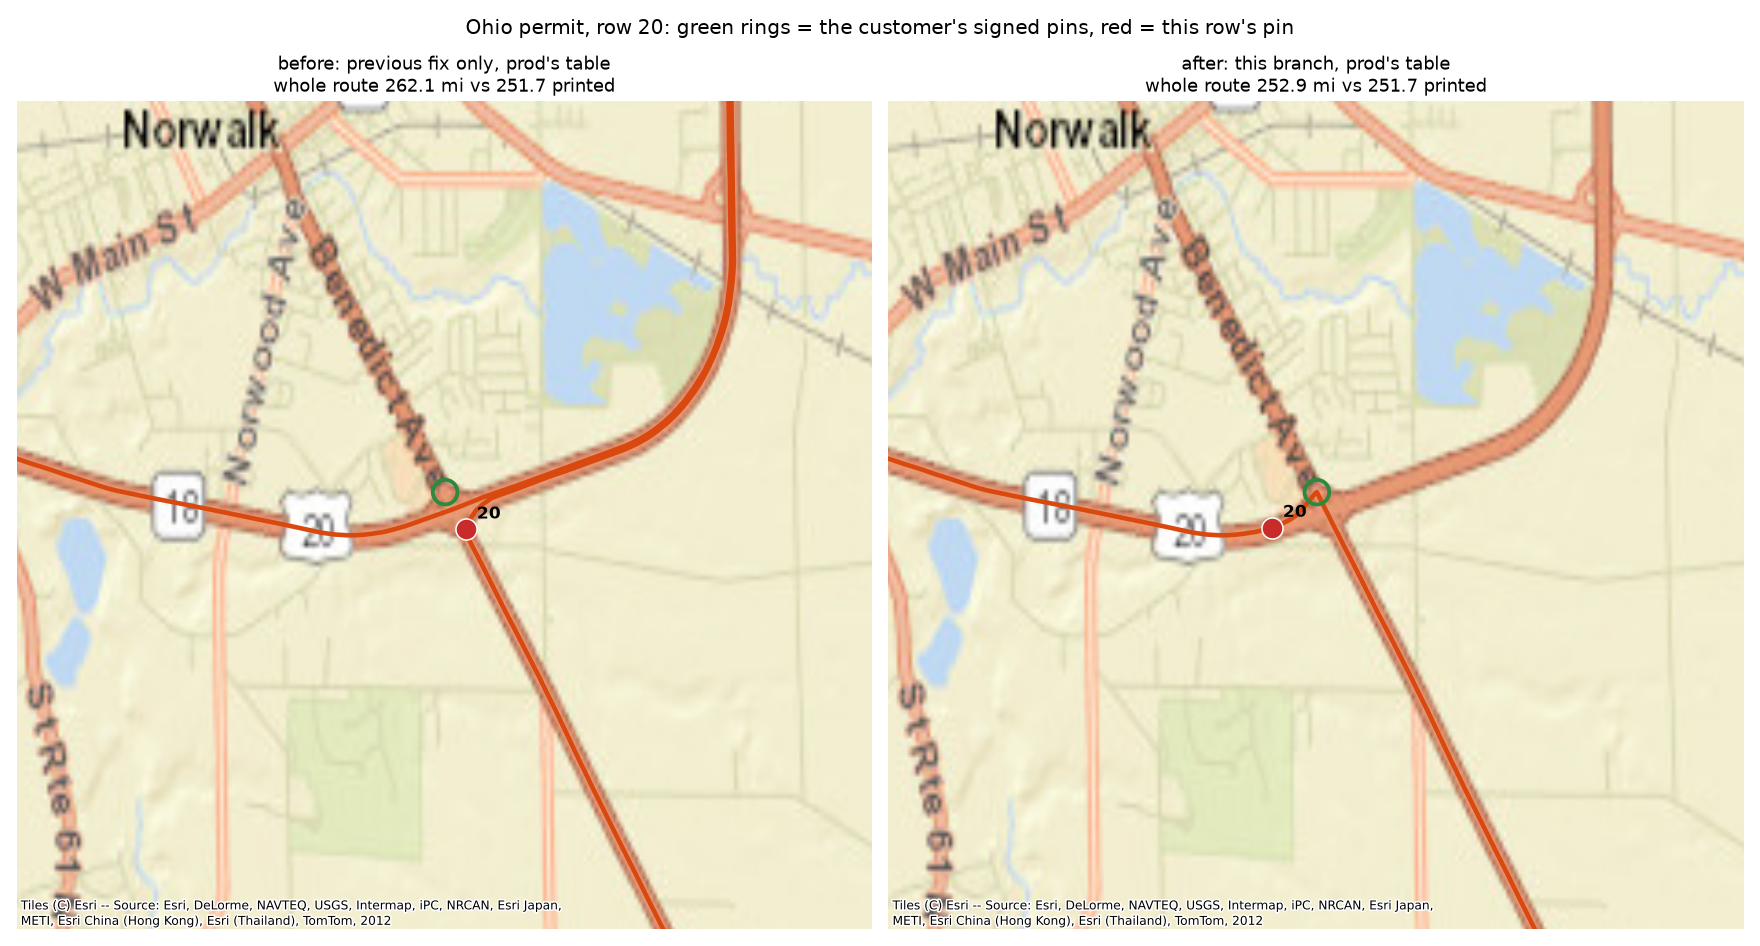 Ohio permit, row 20: green rings = the customer's signed pins, red = this row's pin
before: previous fix only, prod's table
whole route 262.1 mi vs 251.7 printed
Norwalk
W Main St
Norwood Ave
Benedict Ave
18
20
20
St Rte 61
Tiles (C) Esri -- Source: Esri, DeLorme, NAVTEQ, USGS, Intermap, iPC, NRCAN, Esri Japan,
METI, Esri China (Hong Kong), Esri (Thailand), TomTom, 2012
after: this branch, prod's table
whole route 252.9 mi vs 251.7 printed
Norwalk
W Main St
Norwood Ave
Benedict Ave
18
20
20
St Rte 61
Tiles (C) Esri -- Source: Esri, DeLorme, NAVTEQ, USGS, Intermap, iPC, NRCAN, Esri Japan,
METI, Esri China (Hong Kong), Esri (Thailand), TomTom, 2012